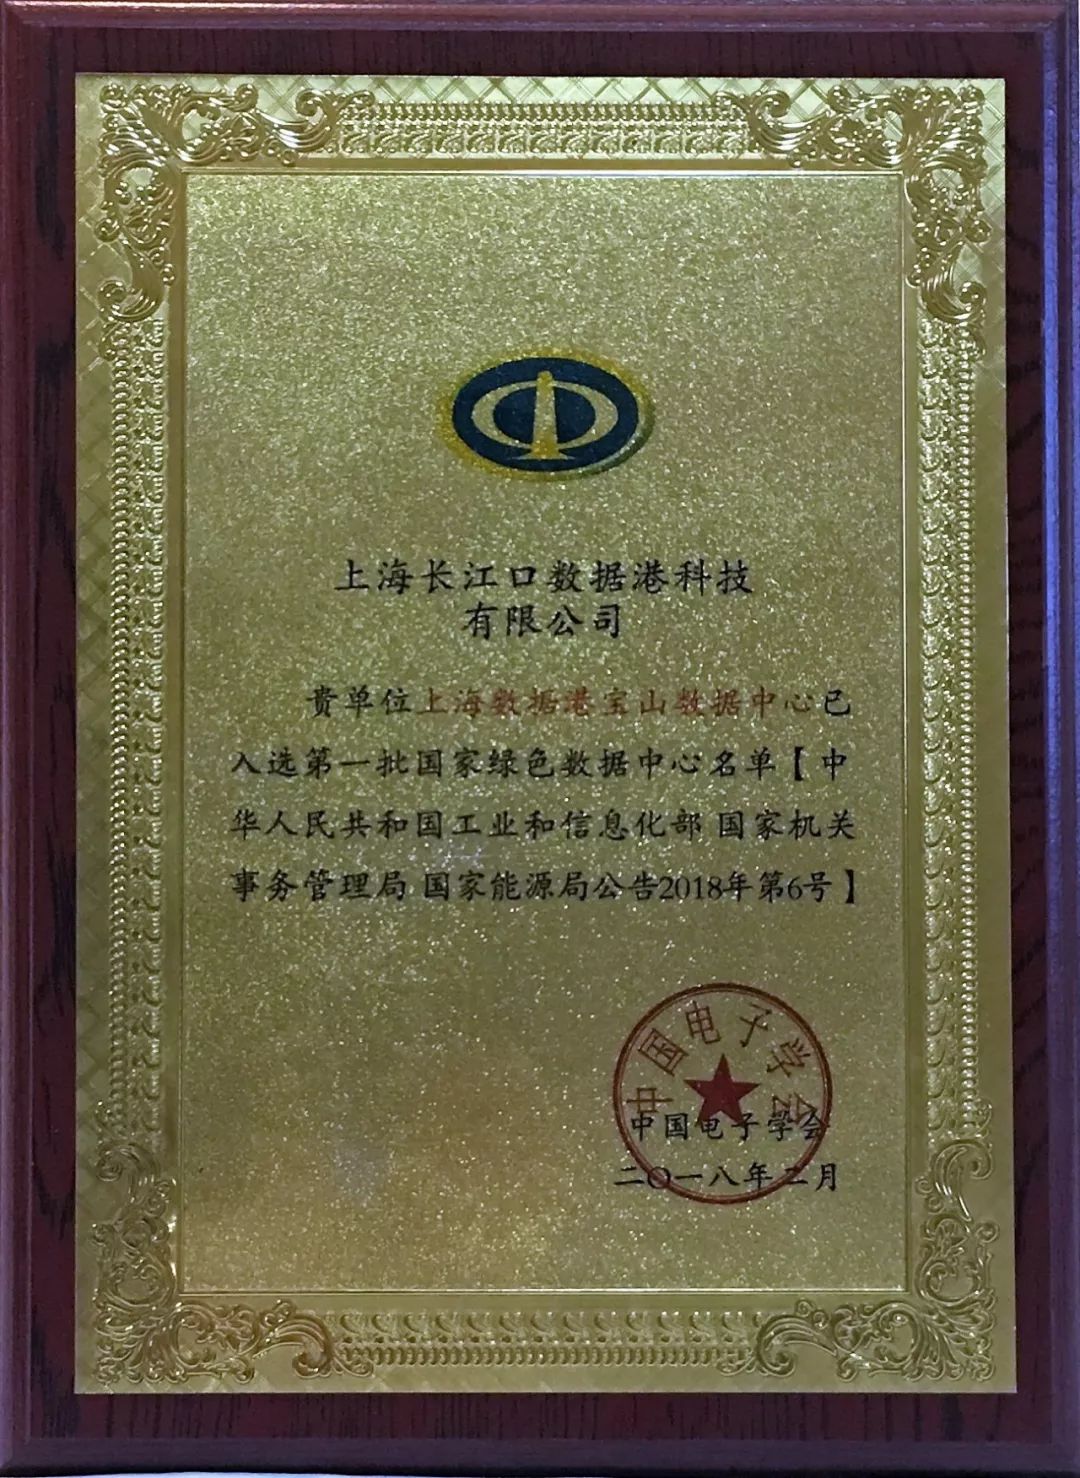 上海长江口数据港科技
有限公司
贵单位上海数据港宝山数据中心已
入选第一批国家绿色数据中心名单【中
华人民共和国工业和信息化部 国家机关
事务管理局 国家能源局公告2018年第6号】
中国电子学会
中国电子学会
二〇一八年二月